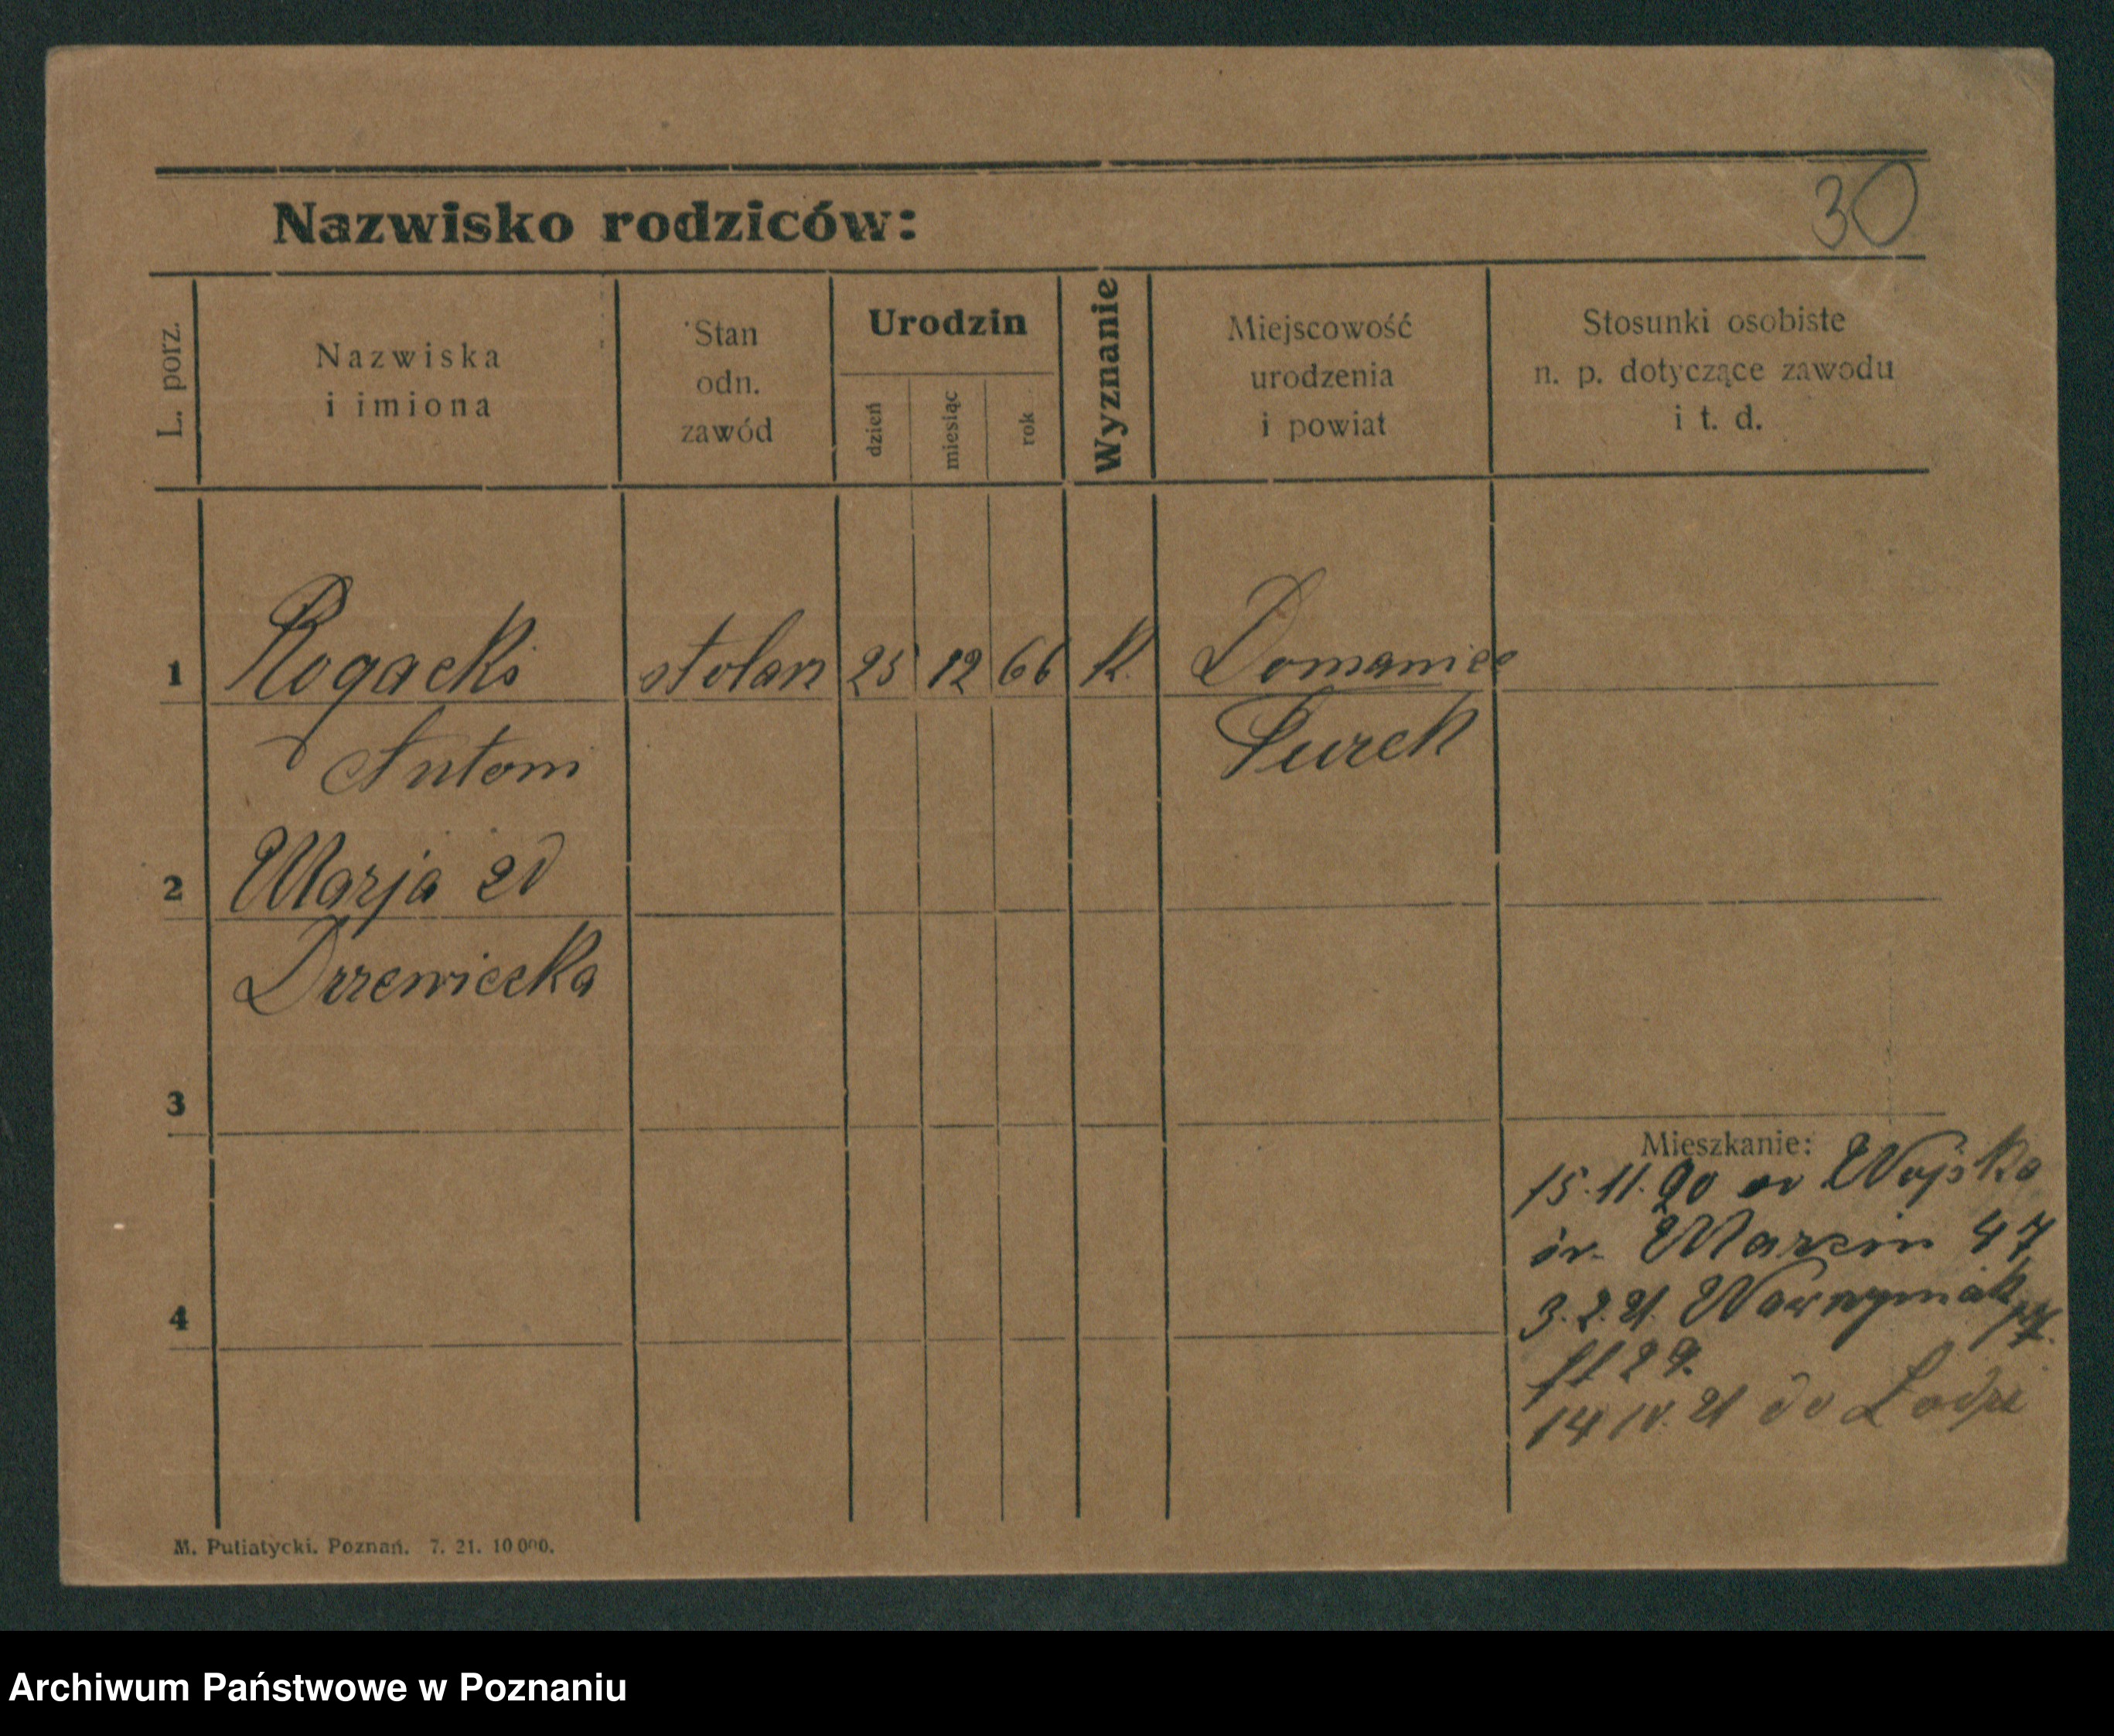 30
Nazwisko rodziców:
L. porz.
Nazwiska
i imiona
Stan
odn.
zawód
Urodzin
dzień
miesiąc
rok
Wyznanie
Miejscowość
urodzenia
i powiat
Stosunki osobiste
n. p. dotyczące zawodu
i t. d.
1 Rogacki stolarz 25 12 66 K. Domaniec
Antoni Turek
2 Marja zd
Drzewiecka
3
Mieszkanie:
15.11.20 Wojska
św. Marcin 47
4
3.2.21. Wawrzyniak
14 IV. 21 do Łodzi
M. Putiatycki. Poznań. 7. 21. 10 000.
Archiwum Państwowe w Poznaniu